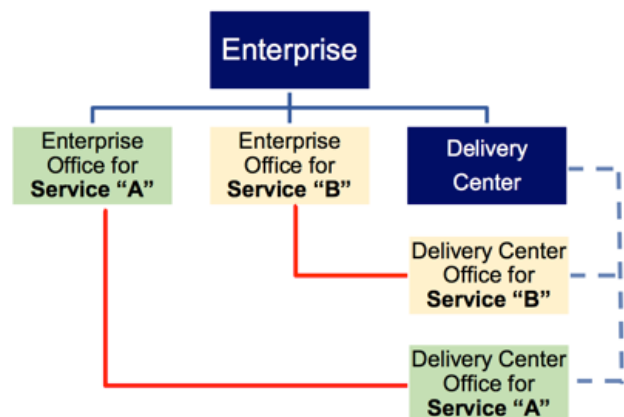 Enterprise
Enterprise
Office for
Service “A”
Enterprise
Office for
Service “B”
Delivery
Center
Delivery Center
Office for
Service “B”
Delivery Center
Office for
Service “A”